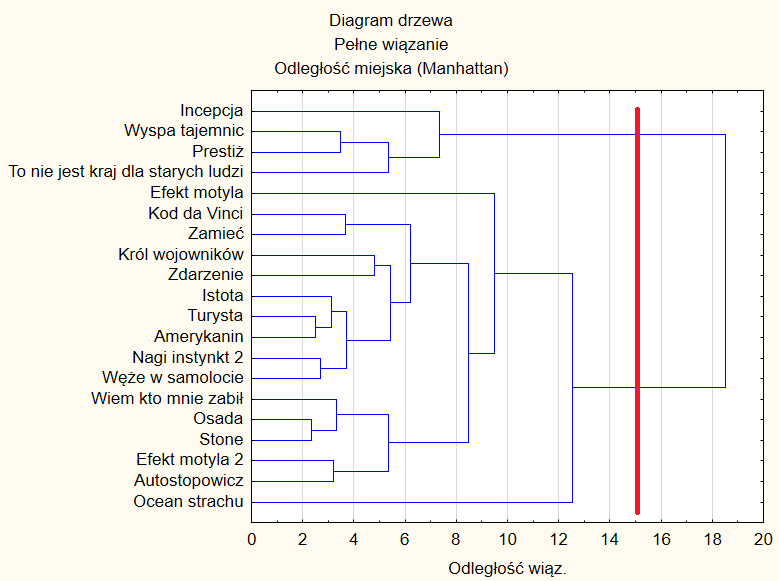 Diagram drzewa
Pełne wiązanie
Odległość miejska (Manhattan)
Incepcja
Wyspa tajemnic
Prestiż
To nie jest kraj dla starych ludzi
Efekt motyla
Kod da Vinci
Zamieć
Król wojowników
Zdarzenie
Istota
Turysta
Amerykanin
Nagi instynkt 2
Węże w samolocie
Wiem kto mnie zabił
Osada
Stone
Efekt motyla 2
Autostopowicz
Ocean strachu
0 2 4 6 8 10 12 14 16 18 20
Odległość wiąz.